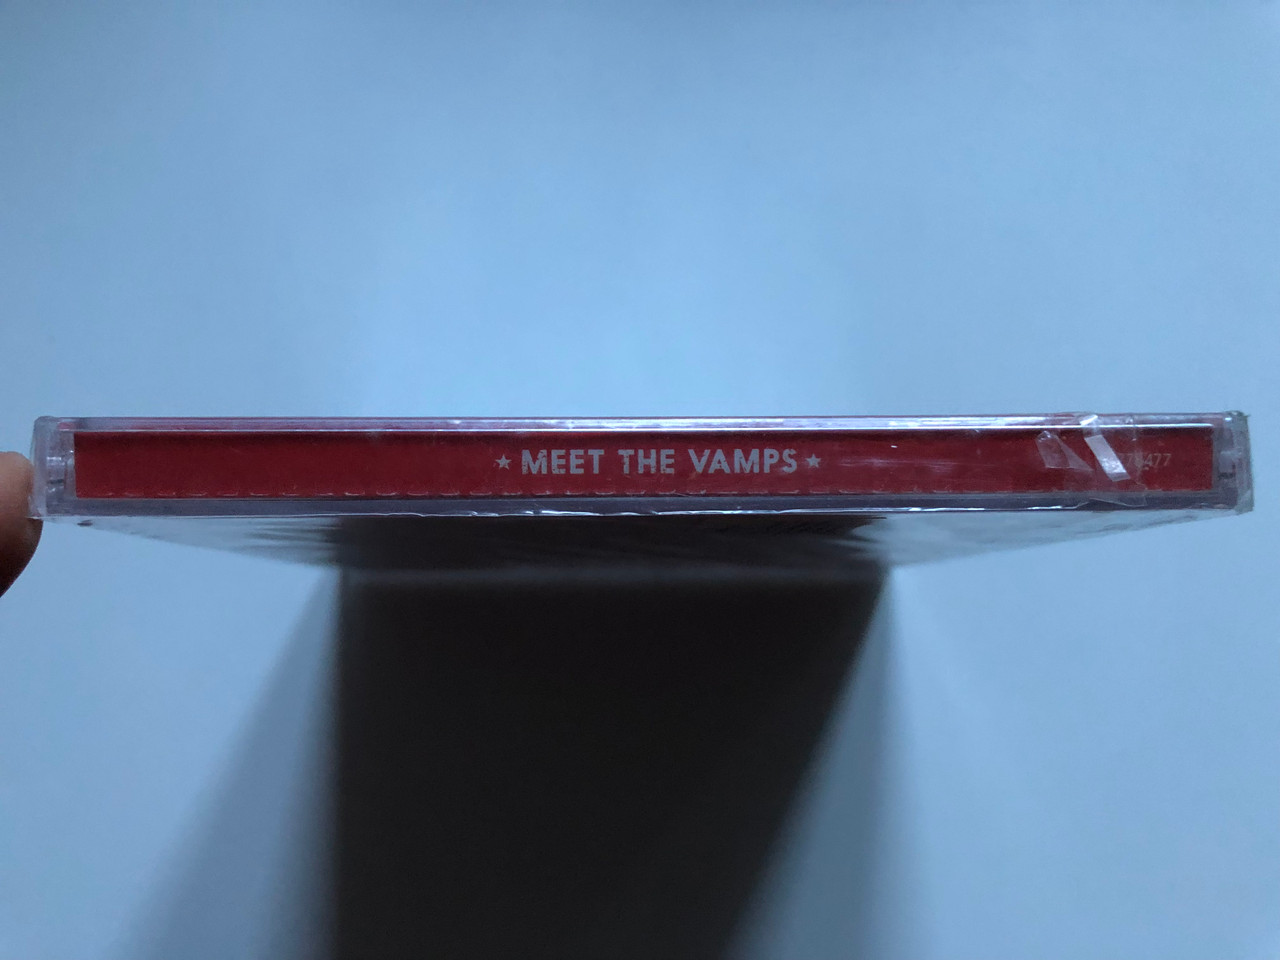 ★ MEET THE VAMPS ★